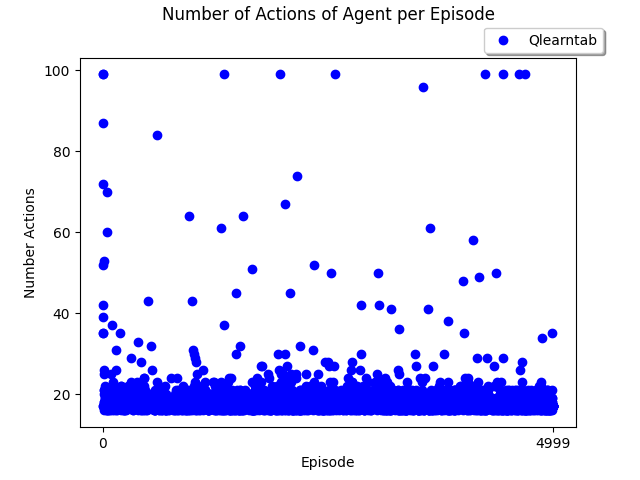 Number of Actions of Agent per Episode
Qlearntab
100
80
60
40
20
Number Actions
0
4999
Episode